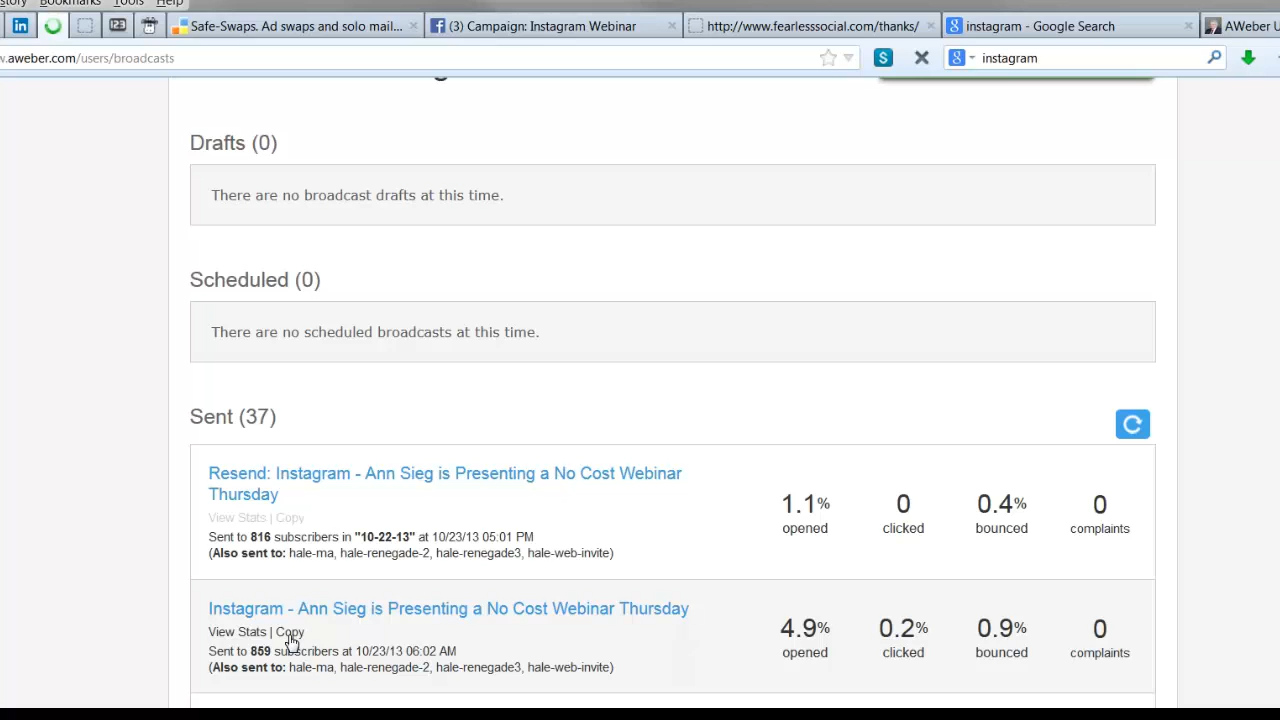 story Bookmarks Tools Help
in Safe-Swaps. Ad swaps and solo mail... × (3) Campaign: Instagram Webinar × http://www.fearlesssocial.com/thanks/ × instagram - Google Search × AWeber
w.aweber.com/users/broadcasts S 8 instagram
Drafts (0)
There are no broadcast drafts at this time.
Scheduled (0)
There are no scheduled broadcasts at this time.
Sent (37)
Resend: Instagram - Ann Sieg is Presenting a No Cost Webinar
Thursday
View Stats | Copy
Sent to 816 subscribers in "10-22-13" at 10/23/13 05:01 PM
(Also sent to: hale-ma, hale-renegade-2, hale-renegade3, hale-web-invite)
1.1% 0 0.4% 0
opened clicked bounced complaints
Instagram - Ann Sieg is Presenting a No Cost Webinar Thursday
View Stats | Copy
Sent to 859 subscribers at 10/23/13 06:02 AM
(Also sent to: hale-ma, hale-renegade-2, hale-renegade3, hale-web-invite)
4.9% 0.2% 0.9% 0
opened clicked bounced complaints